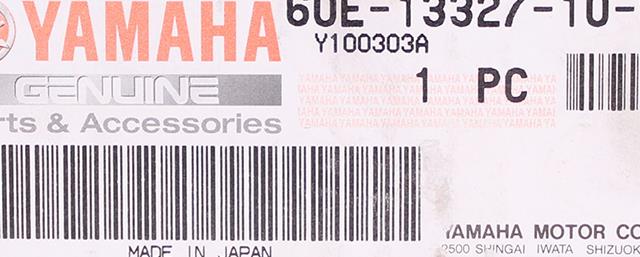 YAMAHA
60E-13327-10-
Y100303A
GENUINE
1 PC
rts & Accessories
MADE IN JAPAN
YAMAHA MOTOR CO
2500 SHINGAI IWATA SHIZUOK